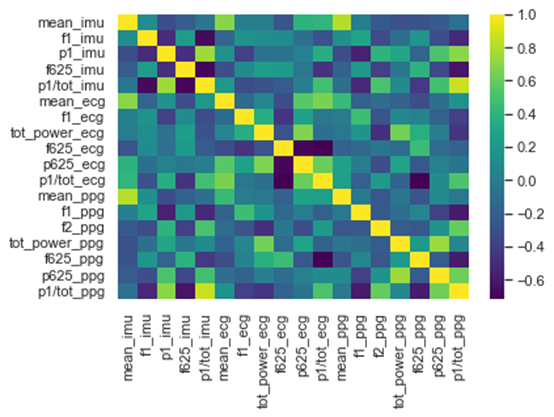 mean_imu
f1_imu
p1_imu
f625_imu
p1/tot_imu
mean_ecg
f1_ecg
tot_power_ecg
f625_ecg
p625_ecg
p1/tot_ecg
mean_ppg
f1_ppg
f2_ppg
tot_power_ppg
f625_ppg
p625_ppg
p1/tot_ppg
mean_imu
f1_imu
p1_imu
f625_imu
p1/tot_imu
mean_ecg
f1_ecg
tot_power_ecg
f625_ecg
p625_ecg
p1/tot_ecg
mean_ppg
f1_ppg
f2_ppg
tot_power_ppg
f625_ppg
p625_ppg
p1/tot_ppg
1.0
0.8
0.6
0.4
0.2
0.0
-0.2
-0.4
-0.6